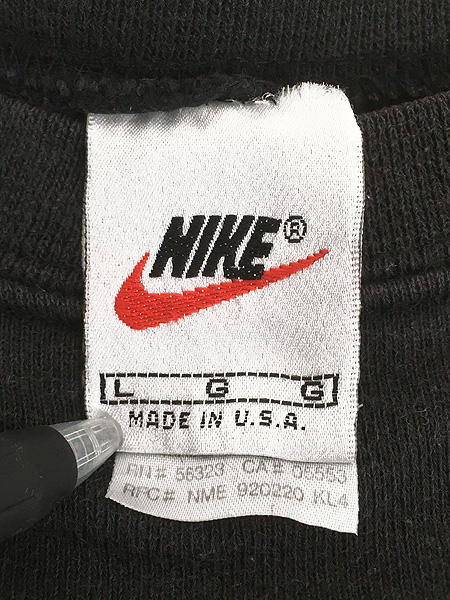 NIKE®
L G G
MADE IN U.S.A.
RN# 56323 CA# 05553
RPC# NME 920220 KL4